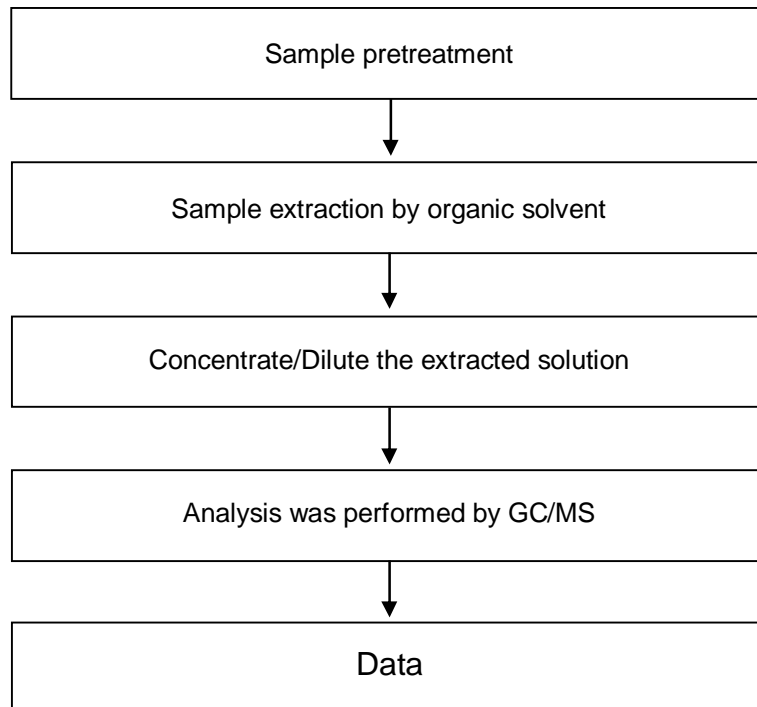 Sample pretreatment
Sample extraction by organic solvent
Concentrate/Dilute the extracted solution
Analysis was performed by GC/MS
Data